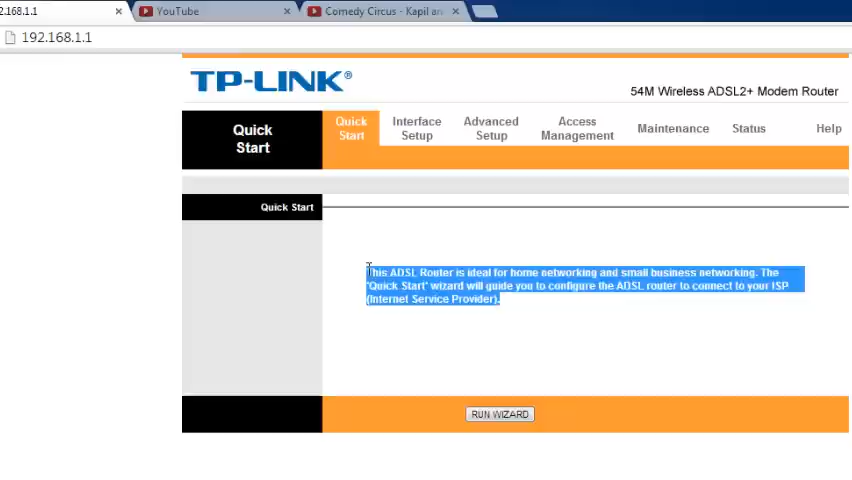 2.168.1.1
YouTube
Comedy Circus - Kapil an
192.168.1.1
TP-LINK®
54M Wireless ADSL2+ Modem Router
Quick
Start
Quick
Start
Interface
Setup
Advanced
Setup
Access
Management
Maintenance
Status
Help
Quick Start
This ADSL Router is ideal for home networking and small business networking. The
'Quick Start' wizard will guide you to configure the ADSL router to connect to your ISP
(Internet Service Provider).
RUN WIZARD